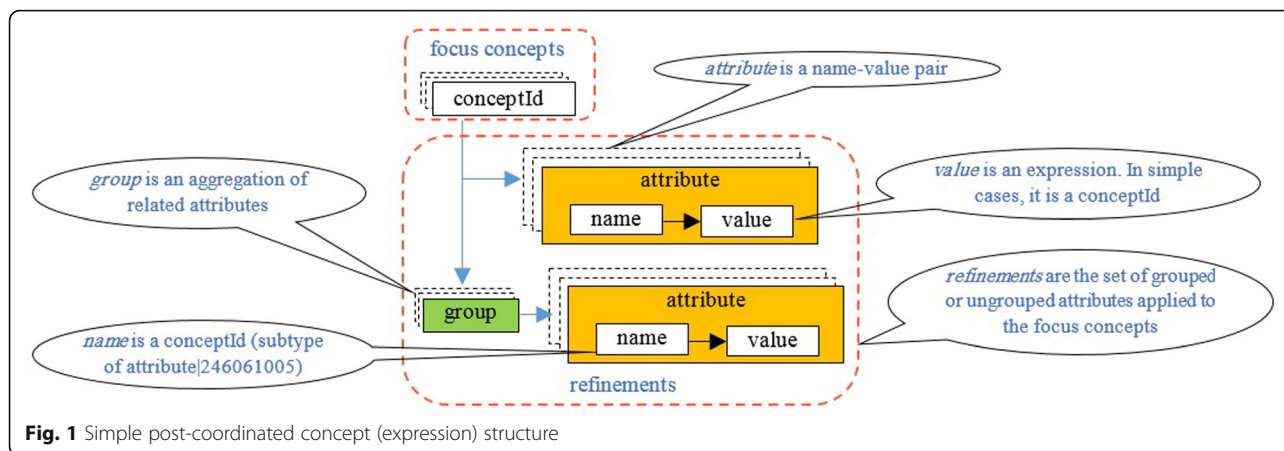 focus concepts
conceptId
attribute is a name-value pair
group is an aggregation of
related attributes
attribute
name
value
value is an expression. In simple
cases, it is a conceptId
group
attribute
name
value
refinements are the set of grouped
or ungrouped attributes applied to
the focus concepts
name is a conceptId (subtype
of attribute|246061005)
refinements
Fig. 1 Simple post-coordinated concept (expression) structure